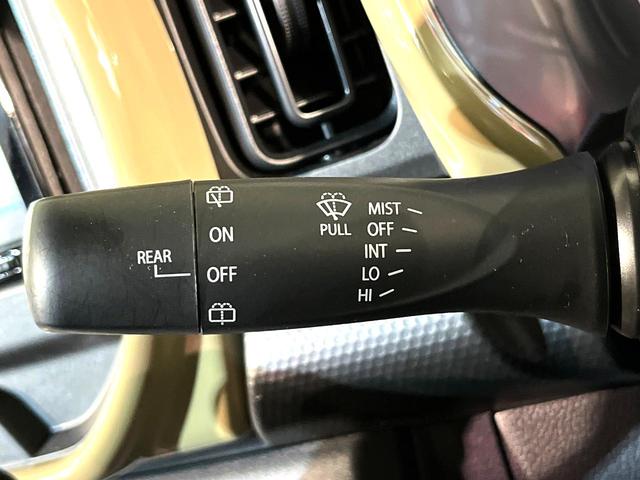 REAR
ON
OFF
PULL
MIST
OFF
INT
LO
HI